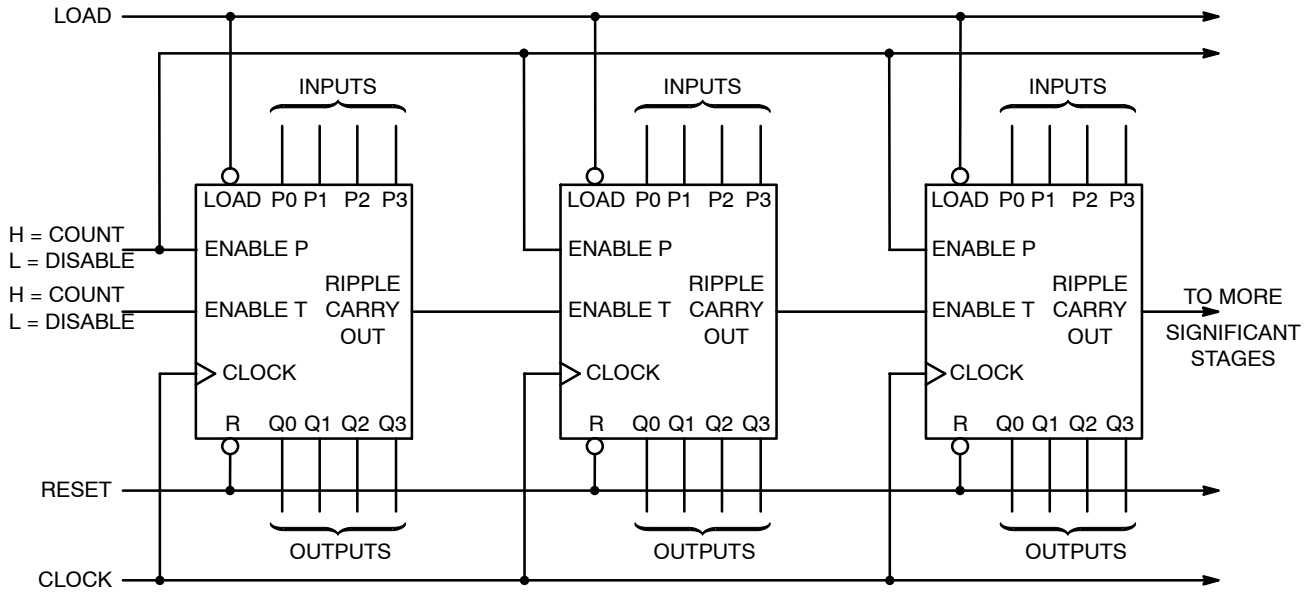 LOAD
INPUTS
INPUTS
INPUTS
LOAD P0 P1 P2 P3
LOAD P0 P1 P2 P3
LOAD P0 P1 P2 P3
H = COUNT
L = DISABLE
ENABLE P
ENABLE P
ENABLE P
H = COUNT
L = DISABLE
ENABLE T
RIPPLE
CARRY
OUT
ENABLE T
RIPPLE
CARRY
OUT
ENABLE T
RIPPLE
CARRY
OUT
TO MORE
SIGNIFICANT
STAGES
CLOCK
CLOCK
CLOCK
R Q0 Q1 Q2 Q3
R Q0 Q1 Q2 Q3
R Q0 Q1 Q2 Q3
RESET
OUTPUTS
OUTPUTS
OUTPUTS
CLOCK